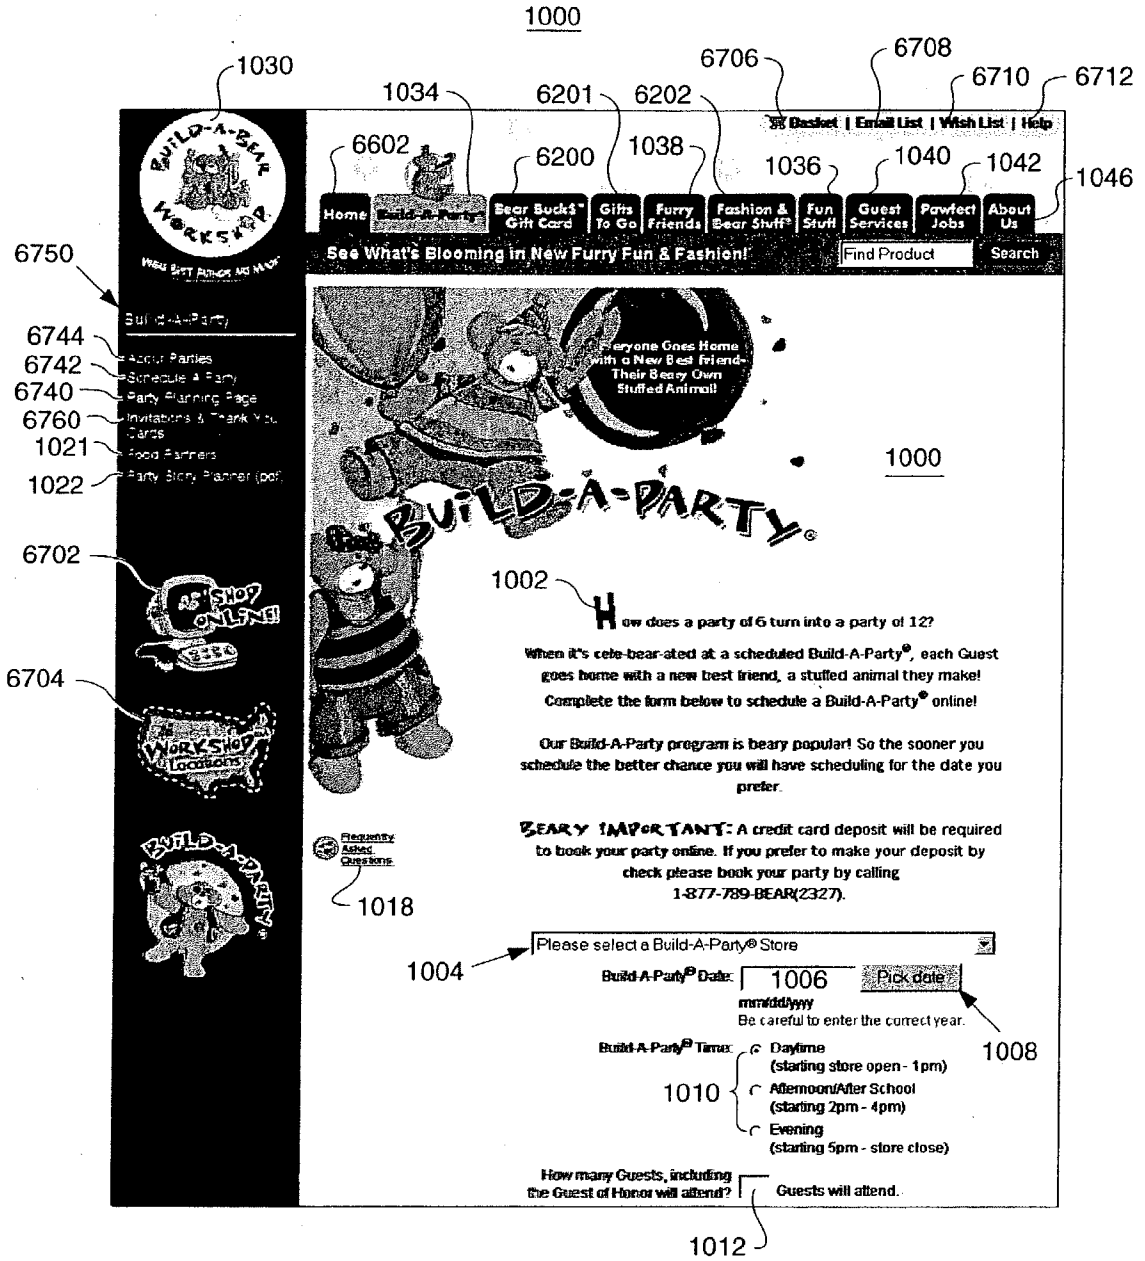 1000
6706
6708
6710
6712
1030
1034
6201
6202
6602
6200
1038
1036
1040
1042
1046
Basket | Email List | Wish List | Help
BUILD-A-BEAR
WORKSHOP
Home
Build-A-Party
Bear Buck$ Gift Card
Gifts To Go
Furry Friends
Fashion & Bear Stuff
Fun Stuff
Guest Services
Pawfect Jobs
About Us
See What's Blooming in New Furry Fun & Fashion!
Find Product
Search
6750
Build-A-Party
6744
About Parties
6742
Schedule A Party
6740
Party Planning Page
6760
Invitations & Thank You
Cards
1021
Food Partners
1022
Party Story Planner (pdf)
Everyone Goes Home
with a New Best Friend-
Their Beary Own
Stuffed Animal!
1000
BUILD-A-PARTY®
6702
SHOP
ONLINE!
6704
WORKSHOP
Locations
BUILD-A-PARTY®
1002
How does a party of 6 turn into a party of 12?
When it's cele-bear-ated at a scheduled Build-A-Party®, each Guest
goes home with a new best friend, a stuffed animal they make!
Complete the form below to schedule a Build-A-Party® online!
Our Build-A-Party program is beary popular! So the sooner you
schedule the better chance you will have scheduling for the date you
prefer.
Frequently
Asked
Questions
1018
BEARY IMPORTANT: A credit card deposit will be required
to book your party online. If you prefer to make your deposit by
check please book your party by calling
1-877-789-BEAR(2327).
1004
Please select a Build-A-Party® Store
Build-A-Party® Date:
1006
Pick date
mm/dd/yyyy
Be careful to enter the correct year.
1008
Build-A-Party® Time:
1010
Daytime
(starting store open - 1pm)
Afternoon/After School
(starting 2pm - 4pm)
Evening
(starting 5pm - store close)
How many Guests, including
the Guest of Honor will attend?
Guests will attend.
1012